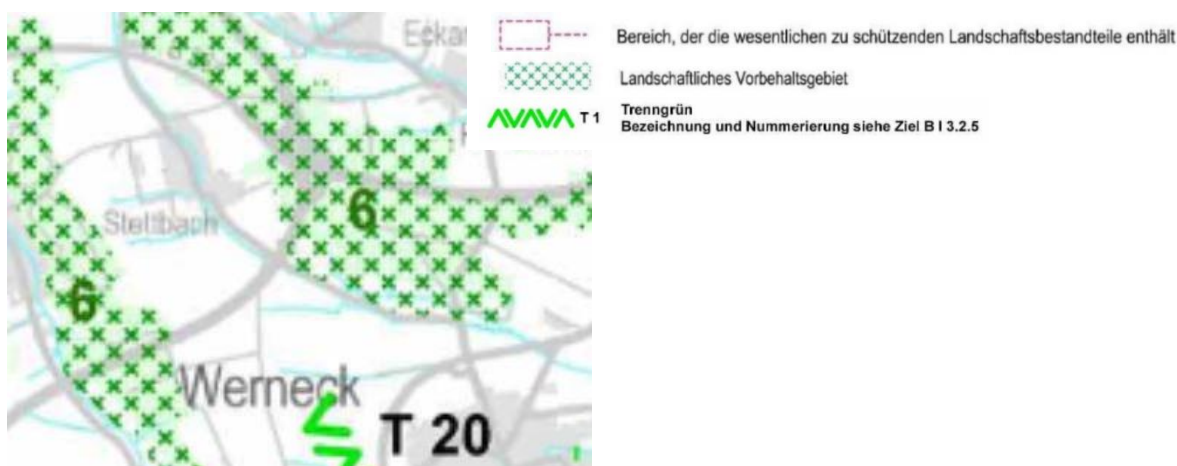 Bereich, der die wesentlichen zu schützenden Landschaftsbestandteile enthält
Landschaftliches Vorbehaltsgebiet
T 1
Trenngrün
Bezeichnung und Nummerierung siehe Ziel B I 3.2.5
6
Stettbach
6
Werneck
T 20